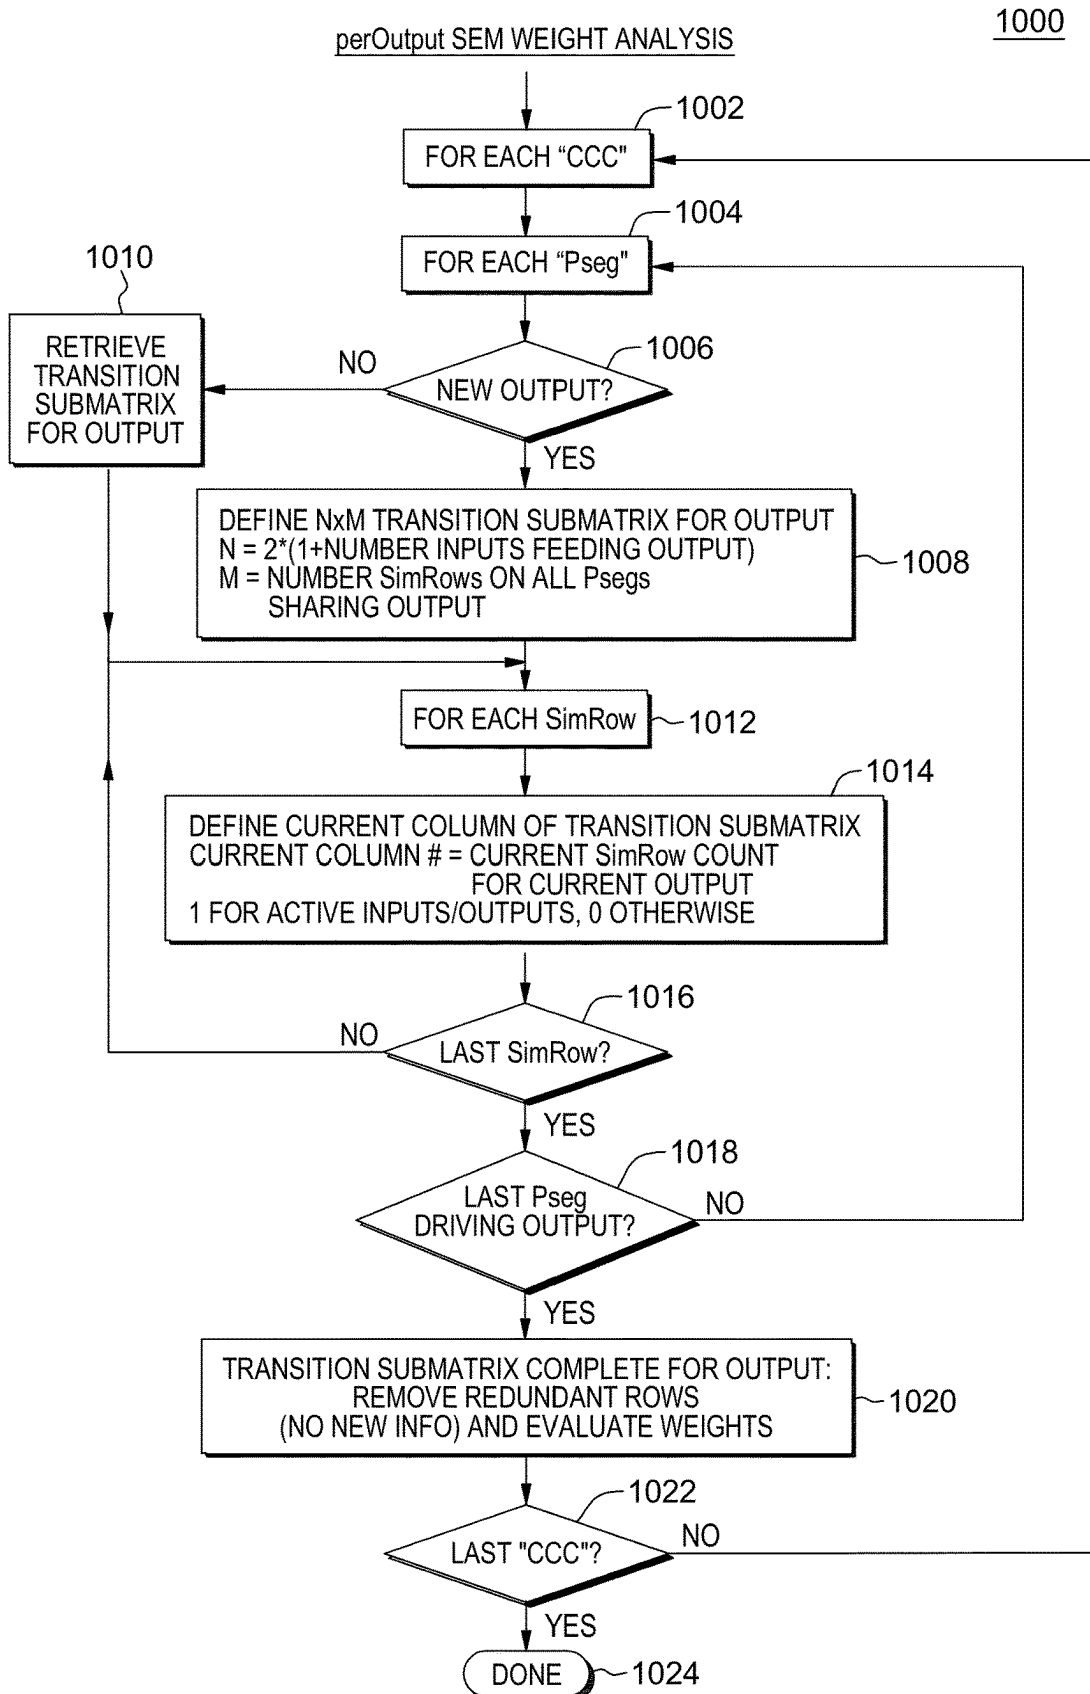 1000
perOutput SEM WEIGHT ANALYSIS
1002
FOR EACH "CCC"
1004
FOR EACH "Pseg"
1010
RETRIEVE
TRANSITION
SUBMATRIX
FOR OUTPUT
NO
1006
NEW OUTPUT?
YES
DEFINE NxM TRANSITION SUBMATRIX FOR OUTPUT
N = 2*(1+NUMBER INPUTS FEEDING OUTPUT)
M = NUMBER SimRows ON ALL Psegs
SHARING OUTPUT
1008
FOR EACH SimRow
1012
1014
DEFINE CURRENT COLUMN OF TRANSITION SUBMATRIX
CURRENT COLUMN # = CURRENT SimRow COUNT
FOR CURRENT OUTPUT
1 FOR ACTIVE INPUTS/OUTPUTS, 0 OTHERWISE
1016
NO
LAST SimRow?
YES
1018
LAST Pseg
DRIVING OUTPUT?
NO
YES
TRANSITION SUBMATRIX COMPLETE FOR OUTPUT:
REMOVE REDUNDANT ROWS
(NO NEW INFO) AND EVALUATE WEIGHTS
1020
1022
LAST "CCC"?
NO
YES
DONE
1024